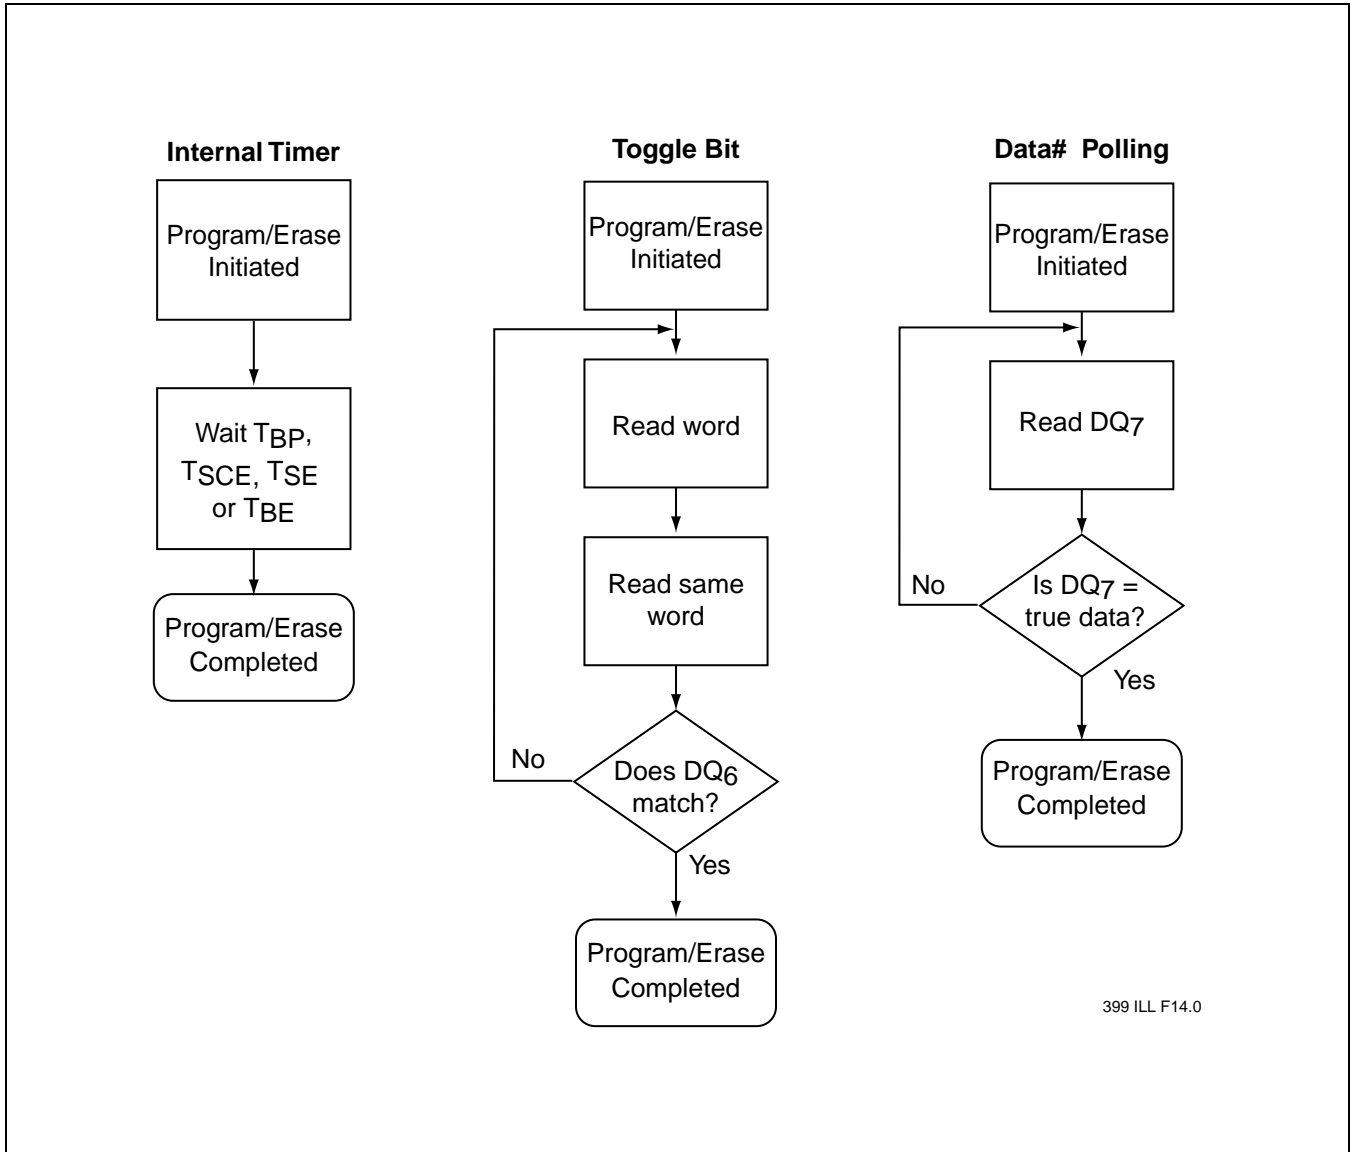 Internal Timer
Program/Erase
Initiated
Wait TBP,
TSCE, TSE
or TBE
Program/Erase
Completed
Toggle Bit
Program/Erase
Initiated
Read word
Read same
word
Does DQ6
match?
No
Yes
Program/Erase
Completed
Data# Polling
Program/Erase
Initiated
Read DQ7
Is DQ7 =
true data?
No
Yes
Program/Erase
Completed
399 ILL F14.0